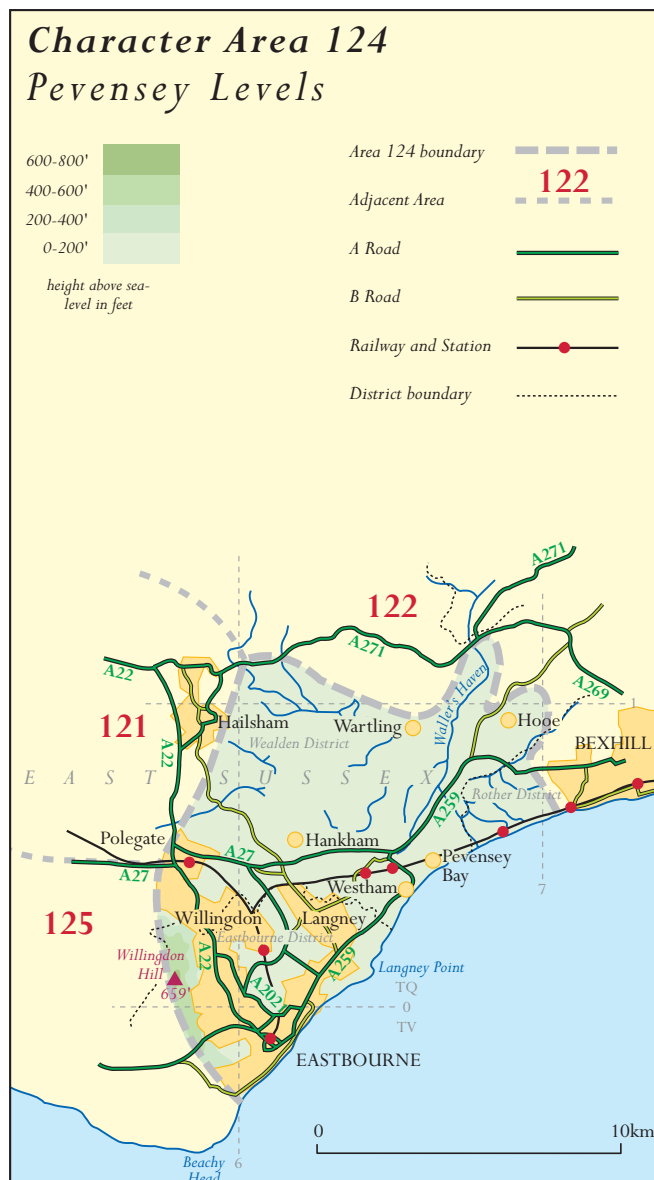 Character Area 124
Pevensey Levels
600-800'
400-600'
200-400'
0-200'
height above sea-
level in feet
Area 124 boundary
122
Adjacent Area
A Road
B Road
Railway and Station
District boundary
A271
122
A271
A22
A269
1
121
Hailsham
Wartling
Waller's Haven
Hooe
Wealden District
BEXHILL
A22
EAST SUSSEX
A259
Rother District
Polegate
A27
Hankham
A27
Pevensey
Bay
Westham
7
125
Willingdon
Langney
Eastbourne District
Willingdon
Hill
659'
A22
A259
Langney Point
A2021
TQ
0
TV
EASTBOURNE
0
10km
Beachy
Head
6